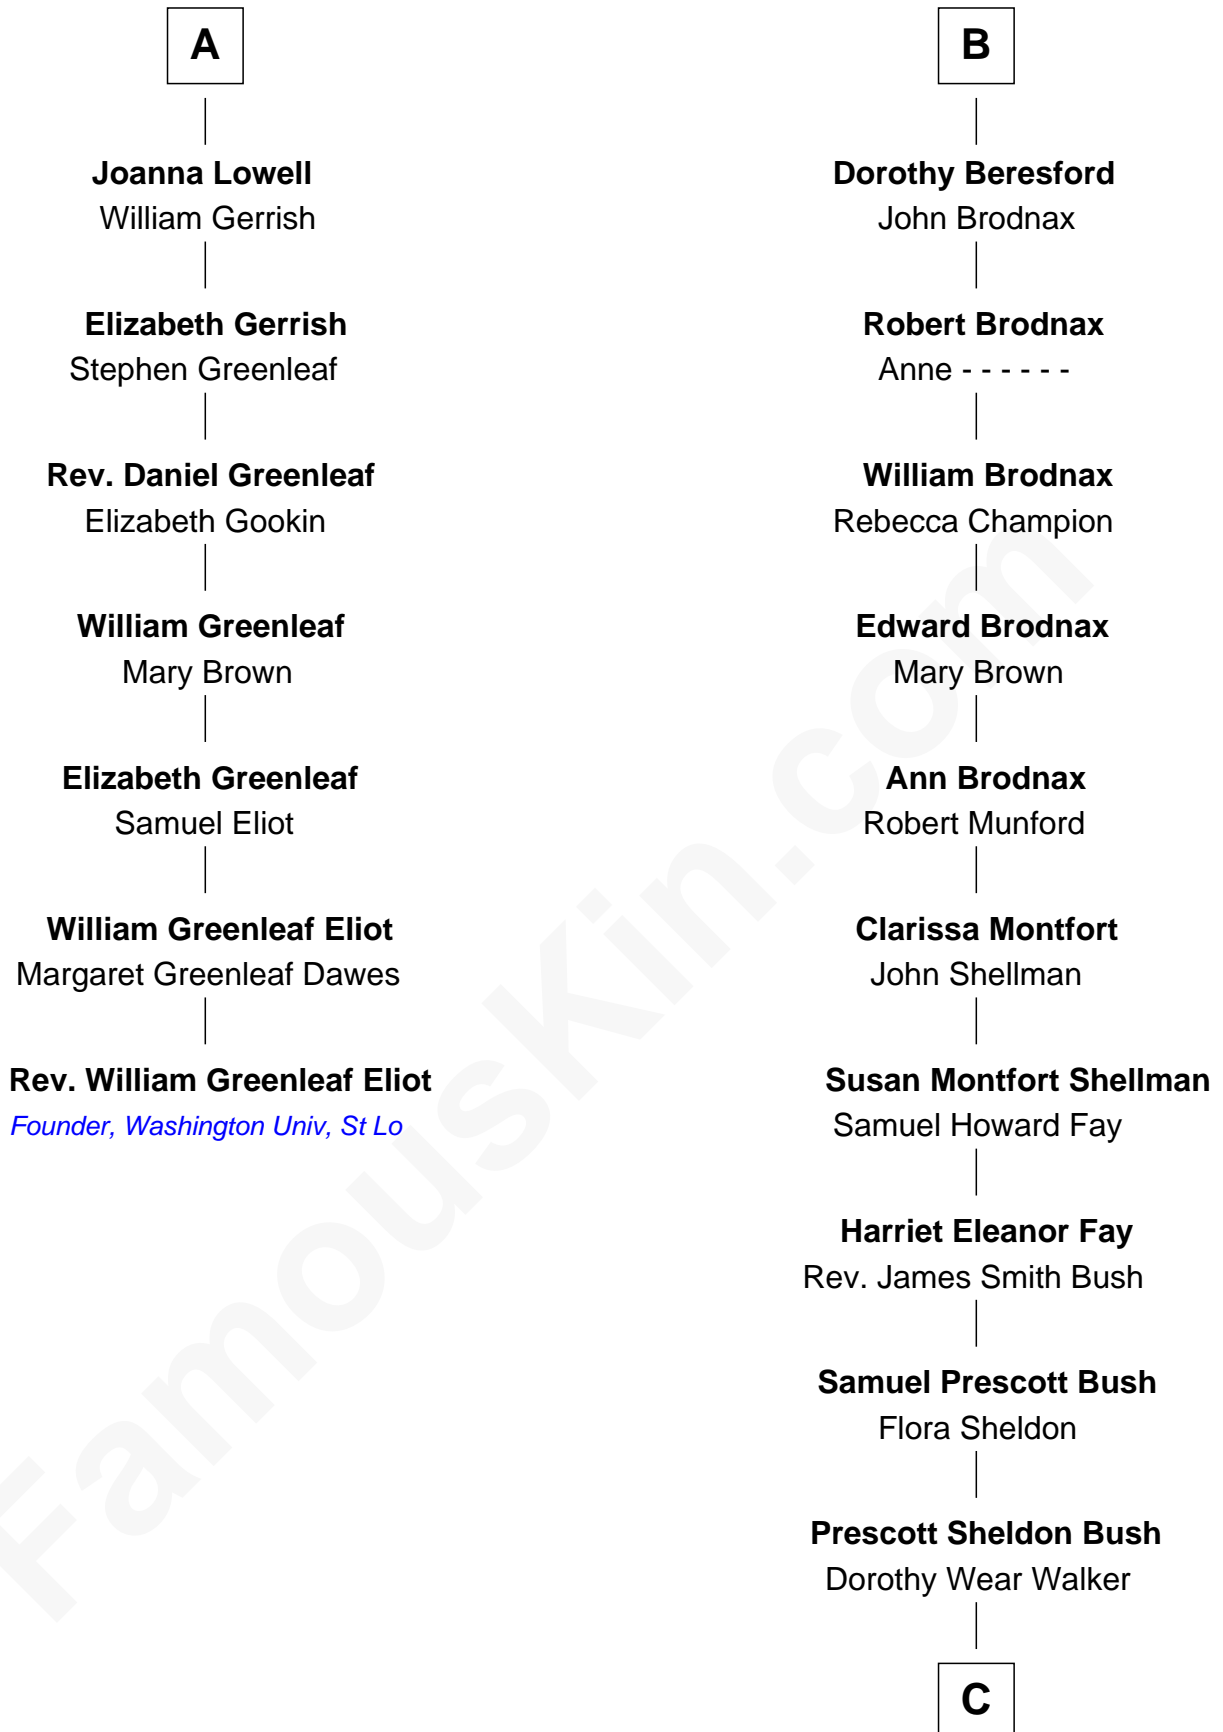 A
Joanna Lowell
William Gerrish
Elizabeth Gerrish
Stephen Greenleaf
Rev. Daniel Greenleaf
Elizabeth Gookin
William Greenleaf
Mary Brown
Elizabeth Greenleaf
Samuel Eliot
William Greenleaf Eliot
Margaret Greenleaf Dawes
Rev. William Greenleaf Eliot
Founder, Washington Univ, St Lo
B
Dorothy Beresford
John Brodnax
Robert Brodnax
Anne - - - - - -
William Brodnax
Rebecca Champion
Edward Brodnax
Mary Brown
Ann Brodnax
Robert Munford
Clarissa Montfort
John Shellman
Susan Montfort Shellman
Samuel Howard Fay
Harriet Eleanor Fay
Rev. James Smith Bush
Samuel Prescott Bush
Flora Sheldon
Prescott Sheldon Bush
Dorothy Wear Walker
C
FamousKin.com